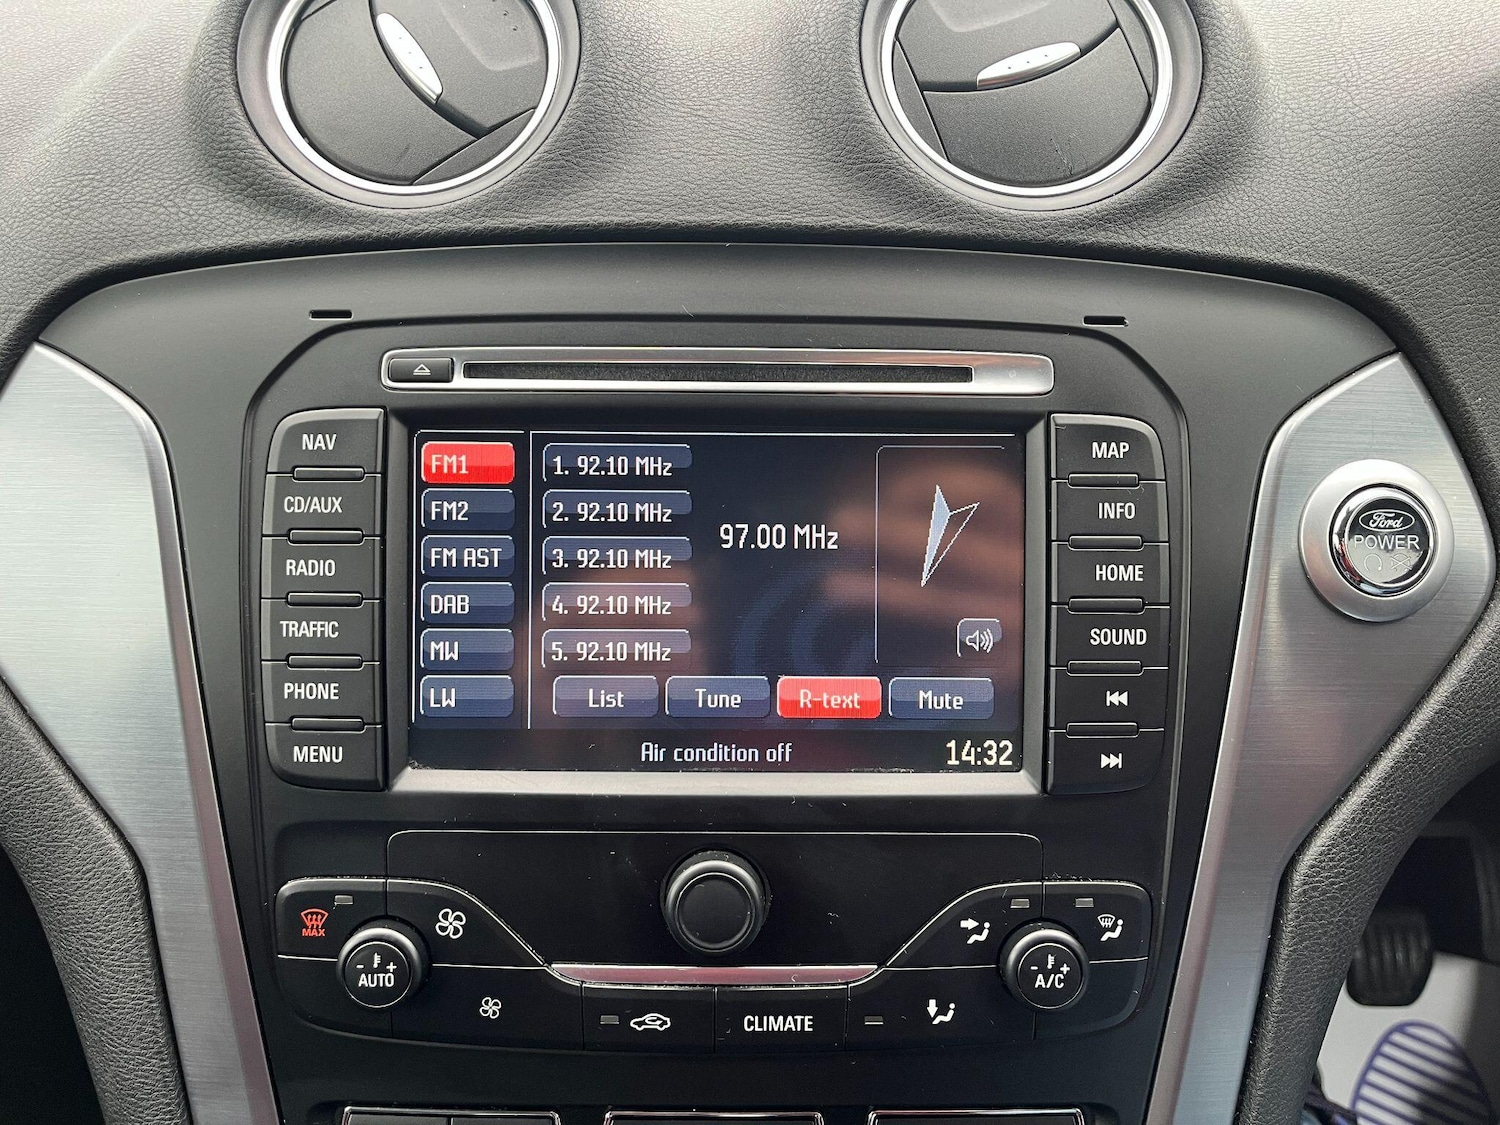 NAV
CD/AUX
RADIO
TRAFFIC
PHONE
MENU
FM1
FM2
FM AST
DAB
MW
LW
1. 92.10 MHz
2. 92.10 MHz
3. 92.10 MHz
4. 92.10 MHz
5. 92.10 MHz
97.00 MHz
List Tune R-text Mute
Air condition off 14:32
MAP
INFO
HOME
SOUND
Ford
POWER
MAX
- +
AUTO
CLIMATE
- +
A/C